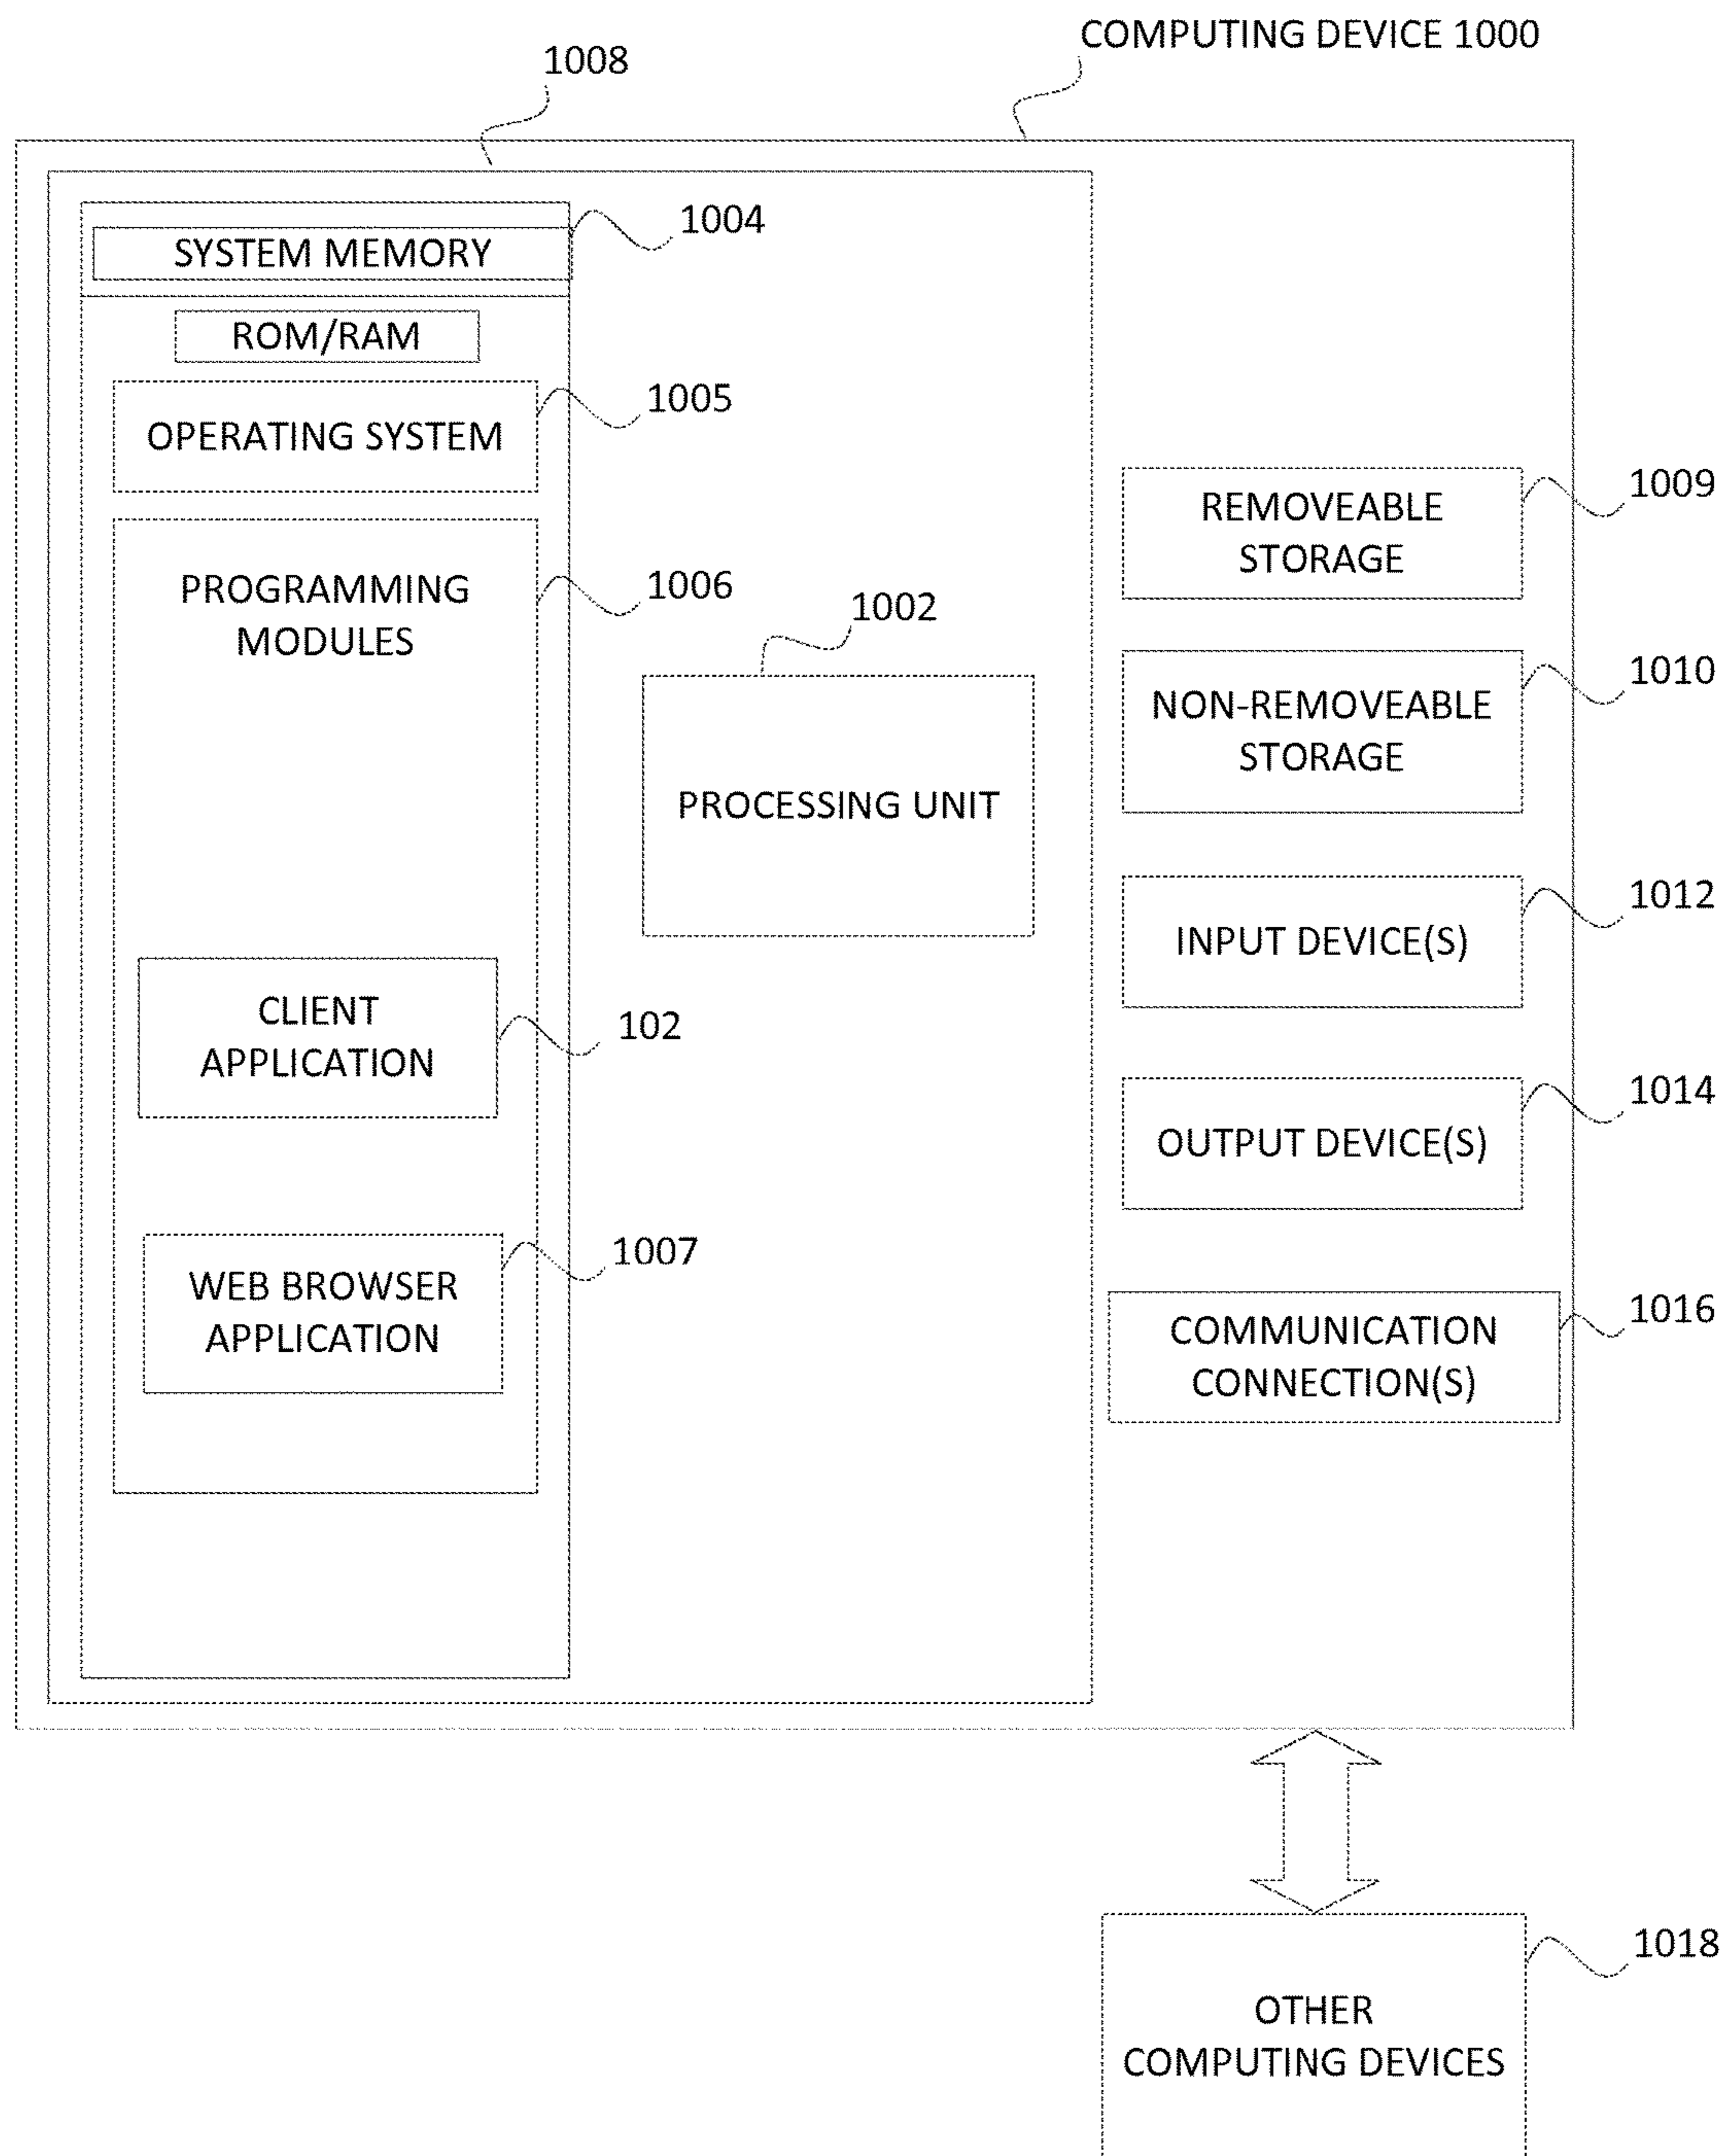 COMPUTING DEVICE 1000
1008
1004
SYSTEM MEMORY
ROM/RAM
1005
OPERATING SYSTEM
1006
PROGRAMMING
MODULES
1002
PROCESSING UNIT
102
CLIENT
APPLICATION
1007
WEB BROWSER
APPLICATION
1009
REMOVEABLE
STORAGE
1010
NON-REMOVEABLE
STORAGE
1012
INPUT DEVICE(S)
1014
OUTPUT DEVICE(S)
1016
COMMUNICATION
CONNECTION(S)
1018
OTHER
COMPUTING DEVICES